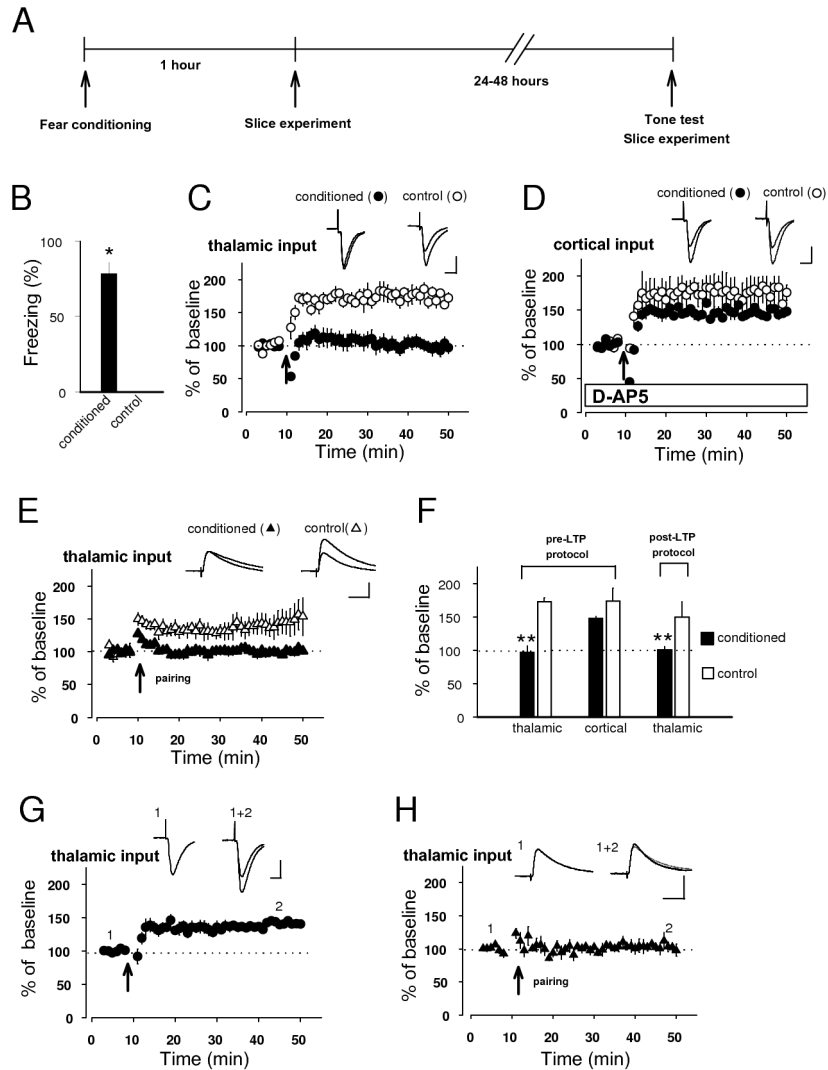 A
1 hour
24-48 hours
Fear conditioning
Slice experiment
Tone test
Slice experiment
B
100
50
0
Freezing (%)
*
conditioned
control
C
conditioned (●) control (○)
thalamic input
% of baseline
200
150
100
50
0
0 10 20 30 40 50
Time (min)
D
conditioned (●) control (○)
cortical input
% of baseline
200
150
100
50
0
D-AP5
0 10 20 30 40 50
Time (min)
E
conditioned (▲) control(△)
thalamic input
% of baseline
200
150
100
50
0
pairing
0 10 20 30 40 50
Time (min)
F
pre-LTP
protocol
post-LTP
protocol
% of baseline
200
150
100
50
0
** **
conditioned
control
thalamic cortical thalamic
G
1 1+2
thalamic input
% of baseline
200
150
100
50
0
1 2
0 10 20 30 40 50
Time (min)
H
1 1+2
thalamic input
% of baseline
200
150
100
50
0
1 2
pairing
0 10 20 30 40 50
Time (min)